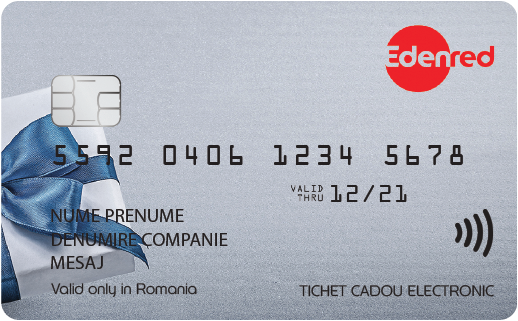 Edenred
5592 0406 1234 5678
VALID THRU 12/21
NUME PRENUME
DENUMIRE COMPANIE
MESAJ
Valid only in Romania
TICHET CADOU ELECTRONIC